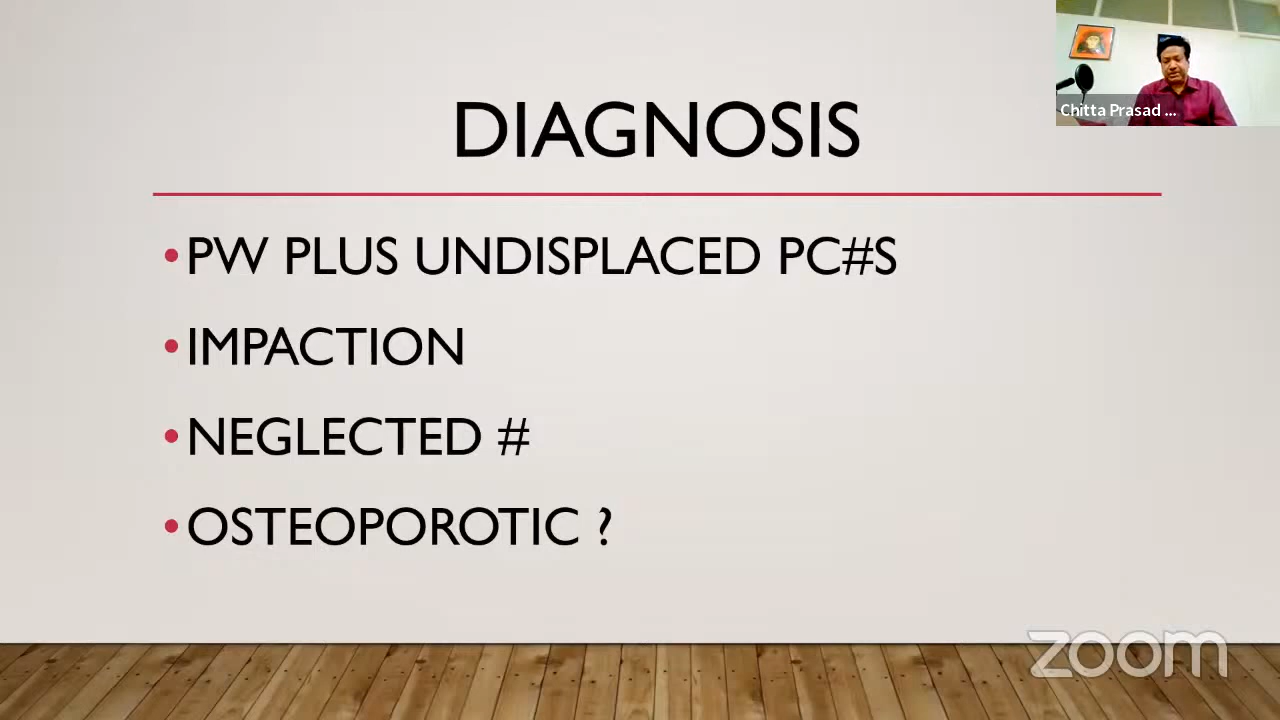 DIAGNOSIS
•PW PLUS UNDISPLACED PC#S
•IMPACTION
•NEGLECTED #
•OSTEOPOROTIC ?
Chitta Prasad ...
zoom